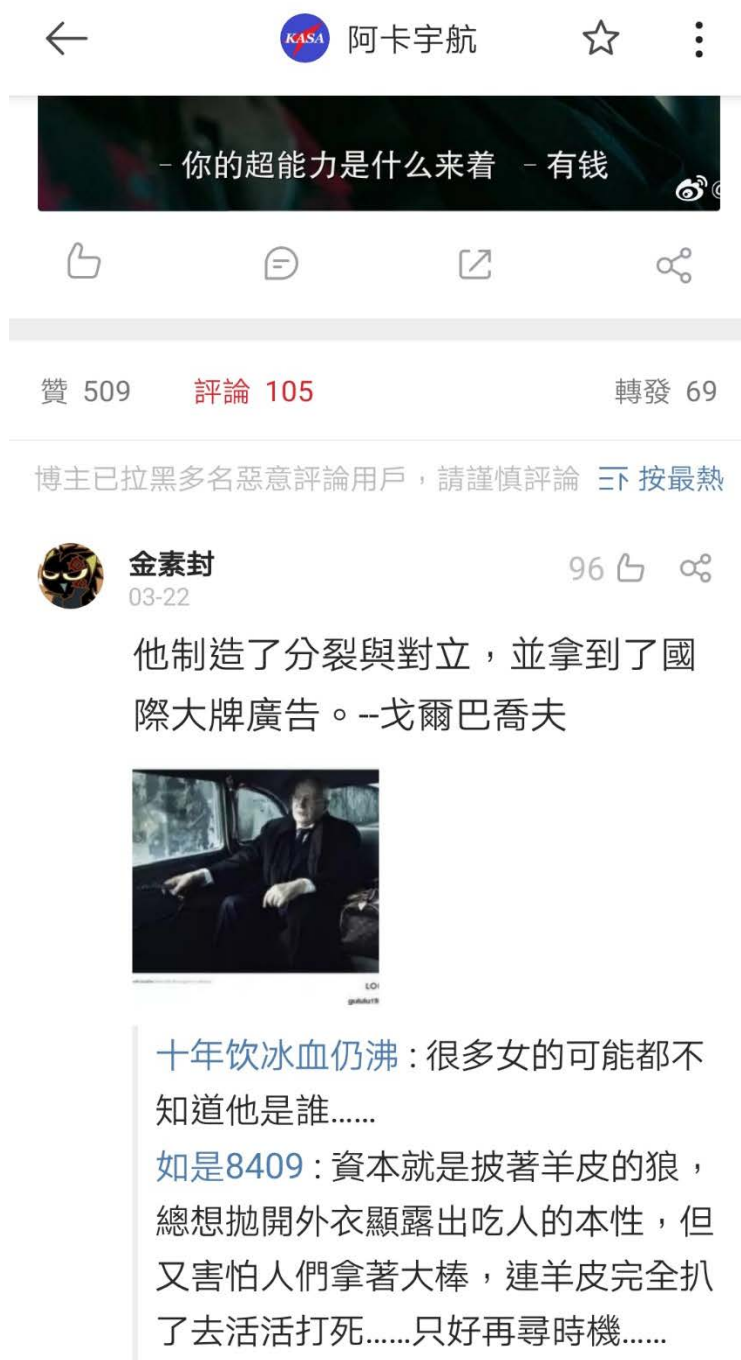 KASA 阿卡宇航
- 你的超能力是什么来着 - 有钱
贊 509 評論 105 轉發 69
博主已拉黑多名惡意評論用戶，請謹慎評論 按最熱
金素封 96
03-22
他制造了分裂與對立，並拿到了國
際大牌廣告。--戈爾巴喬夫
LO
十年饮冰血仍沸 : 很多女的可能都不
知道他是誰......
如是8409 : 資本就是披著羊皮的狼，
總想拋開外衣顯露出吃人的本性，但
又害怕人們拿著大棒，連羊皮完全扒
了去活活打死......只好再尋時機......